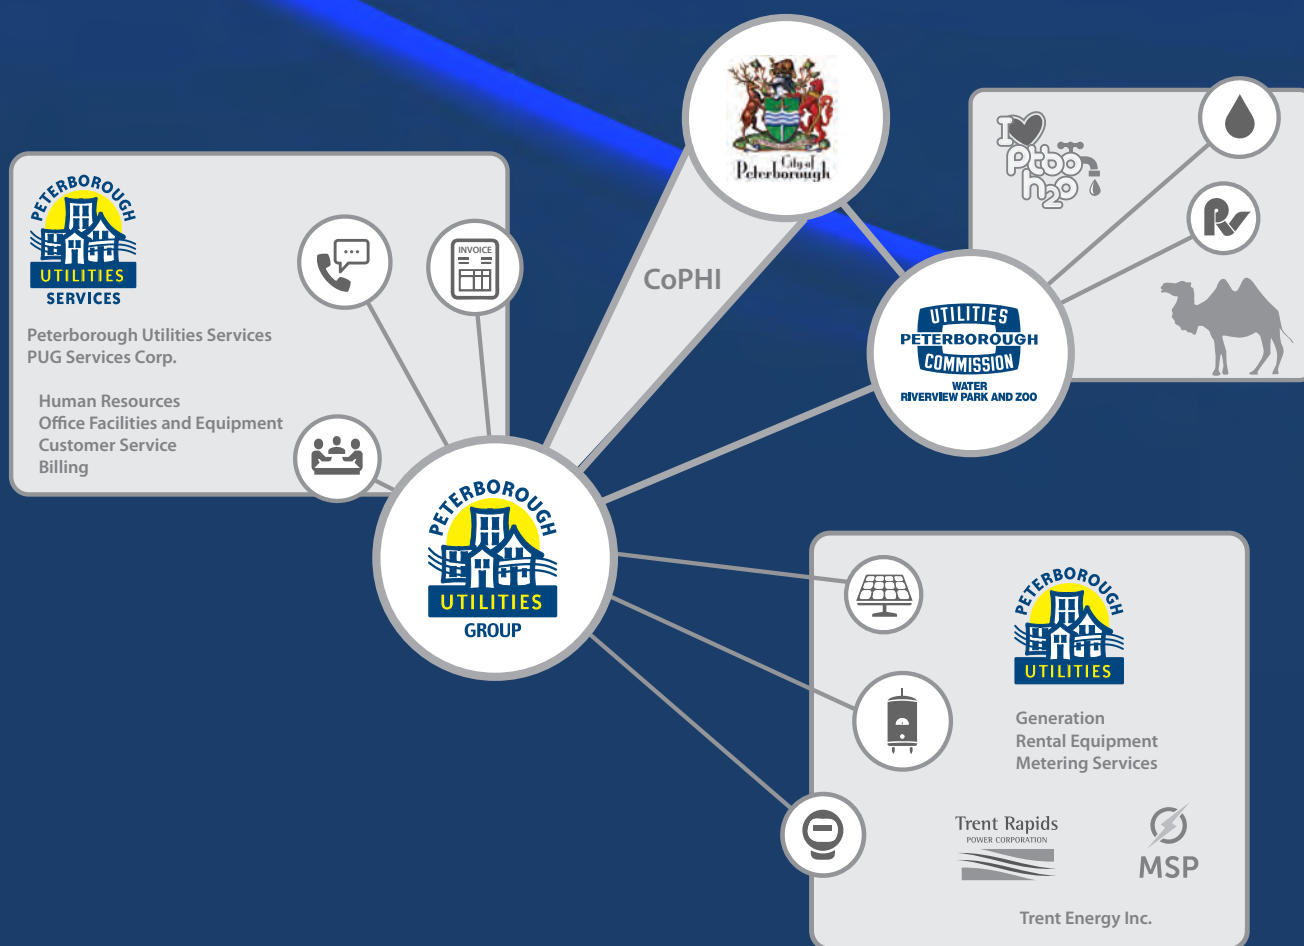 City of
Peterborough
I
Ptbo
h2o
PETERBOROUGH
UTILITIES
SERVICES
INVOICE
Peterborough Utilities Services
PUG Services Corp.
Human Resources
Office Facilities and Equipment
Customer Service
Billing
CoPHI
UTILITIES
PETERBOROUGH
COMMISSION
WATER
RIVERVIEW PARK AND ZOO
PETERBOROUGH
UTILITIES
GROUP
PETERBOROUGH
UTILITIES
Generation
Rental Equipment
Metering Services
Trent Rapids
POWER CORPORATION
MSP
Trent Energy Inc.